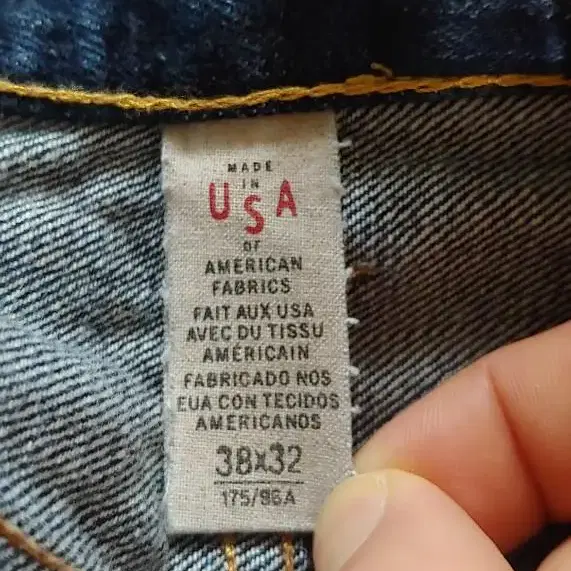 MADE
IN
USA
OF
AMERICAN
FABRICS
FAIT AUX USA
AVEC DU TISSU
AMÉRICAIN
FABRICADO NOS
EUA CON TECIDOS
AMERICANOS
38x32
175/96A